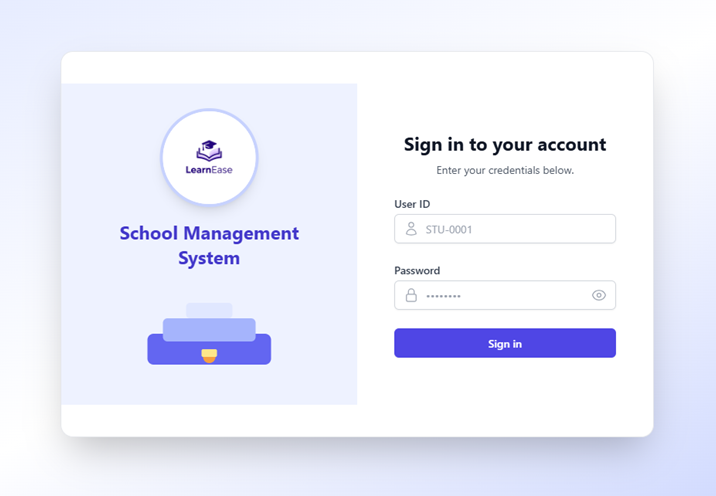 LearnEase
School Management
System
Sign in to your account
Enter your credentials below.
User ID
STU-0001
Password
••••••••
Sign in